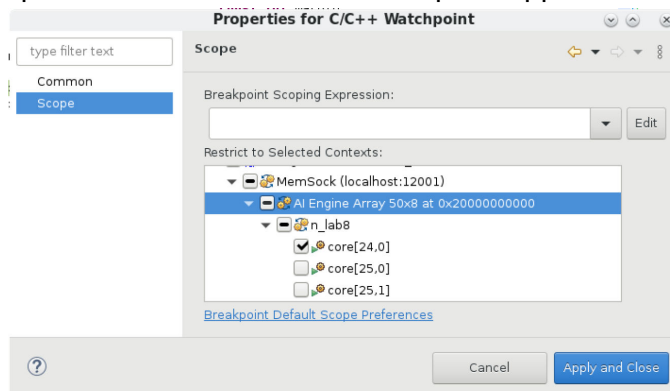 Properties for C/C++ Watchpoint
type filter text
Scope
Common
Scope
Breakpoint Scoping Expression:
Edit
Restrict to Selected Contexts:
MemSock (localhost:12001)
AI Engine Array 50x8 at 0x20000000000
n_lab8
core[24,0]
core[25,0]
core[25,1]
Breakpoint Default Scope Preferences
?
Cancel
Apply and Close